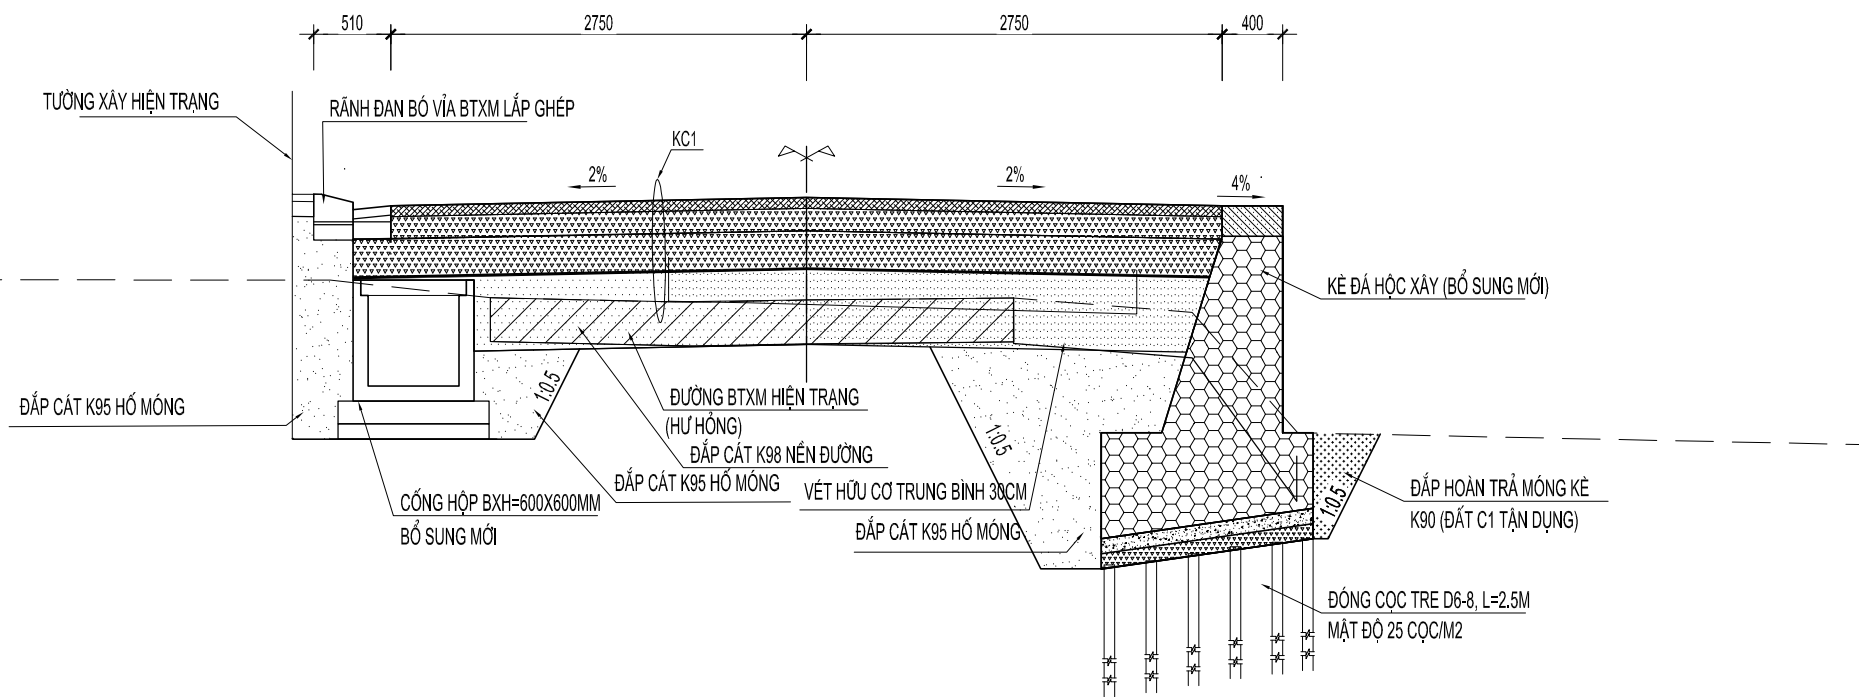 510
2750
2750
400
TƯỜNG XÂY HIỆN TRẠNG
RÃNH ĐAN BÓ VỈA BTXM LẮP GHÉP
KC1
2%
2%
4%
KÈ ĐÁ HỘC XÂY (BỔ SUNG MỚI)
ĐẮP CÁT K95 HỐ MÓNG
1:0.5
ĐƯỜNG BTXM HIỆN TRẠNG
(HƯ HỎNG)
ĐẮP CÁT K98 NỀN ĐƯỜNG
ĐẮP CÁT K95 HỐ MÓNG
1:0.5
VÉT HỮU CƠ TRUNG BÌNH 30CM
ĐẮP CÁT K95 HỐ MÓNG
CỐNG HỘP BXH=600X600MM
BỔ SUNG MỚI
1:0.5
ĐẮP HOÀN TRẢ MÓNG KÈ
K90 (ĐẤT C1 TẬN DỤNG)
ĐÓNG CỌC TRE D6-8, L=2.5M
MẬT ĐỘ 25 CỌC/M2